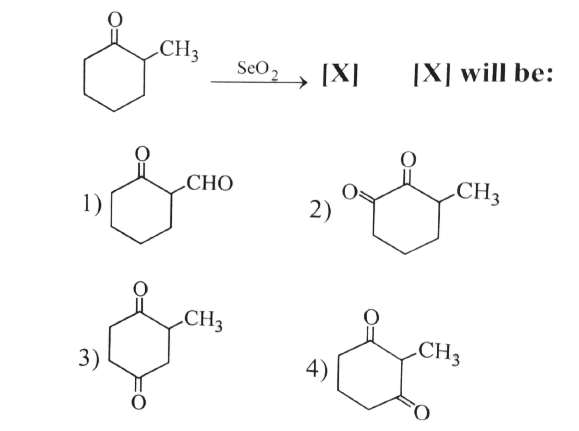 O
CH3
SeO2 [X] [X] will be:
O
CHO
1)
O
O
CH3
2)
O
CH3
3)
O
O
CH3
4)
O